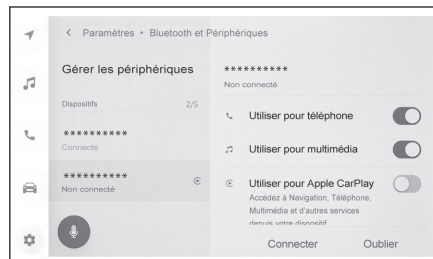 < Paramètres • Bluetooth et Périphériques
Gérer les périphériques
Dispositifs 2/5
**********
Connecté
**********
Non connecté
**********
Non connecté
Utiliser pour téléphone
Utiliser pour multimédia
Utiliser pour Apple CarPlay
Accédez à Navigation, Téléphone,
Multimédia et d'autres services
depuis votre dispositif
Connecter Oublier